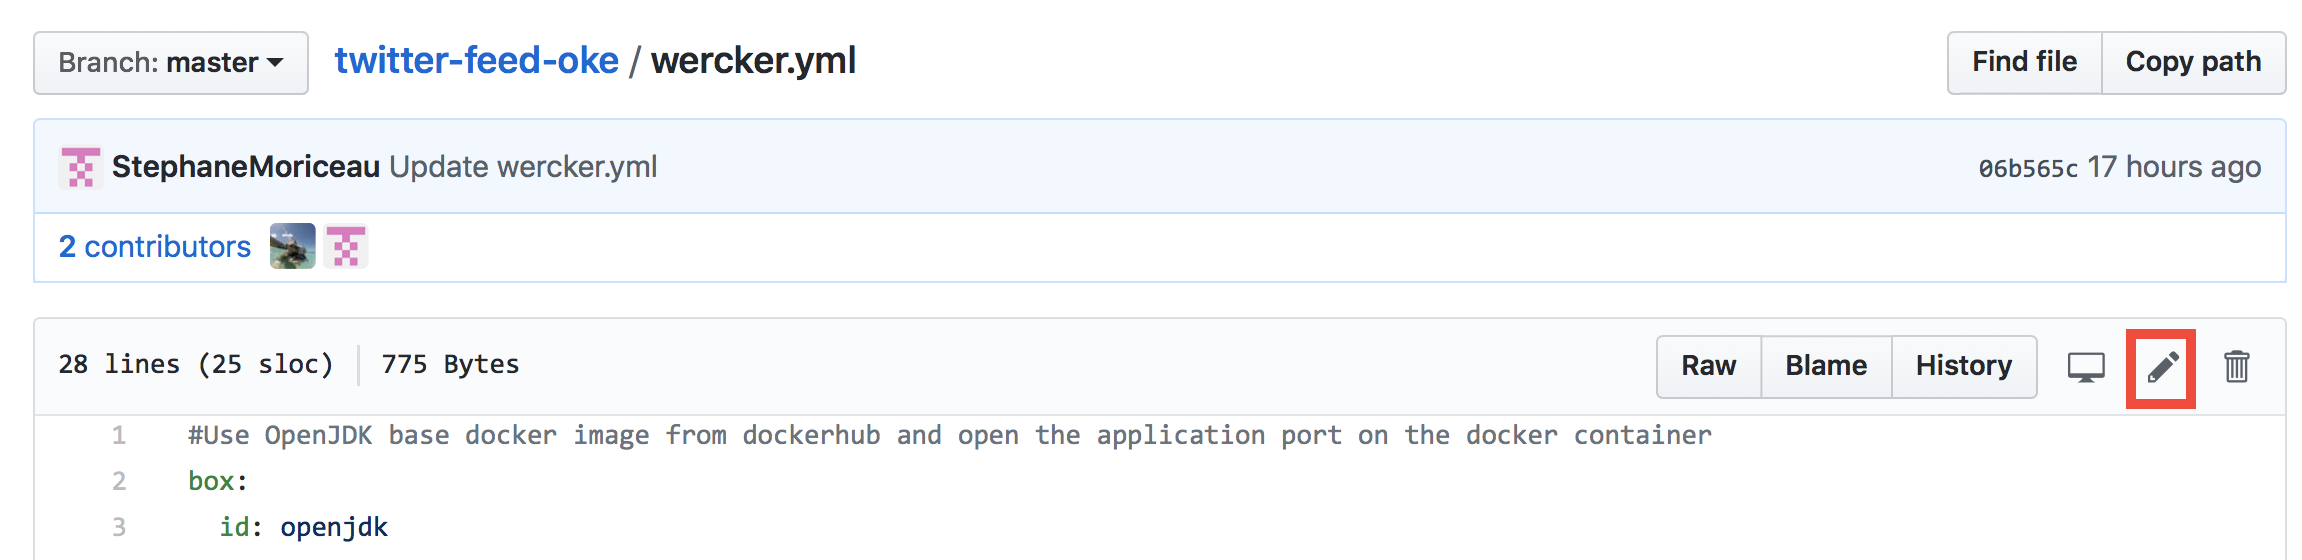 Branch: master twitter-feed-oke / wercker.yml Find file Copy path
StephaneMoriceau Update wercker.yml 06b565c 17 hours ago
2 contributors
28 lines (25 sloc) 775 Bytes Raw Blame History
1 #Use OpenJDK base docker image from dockerhub and open the application port on the docker container
2 box:
3 id: openjdk